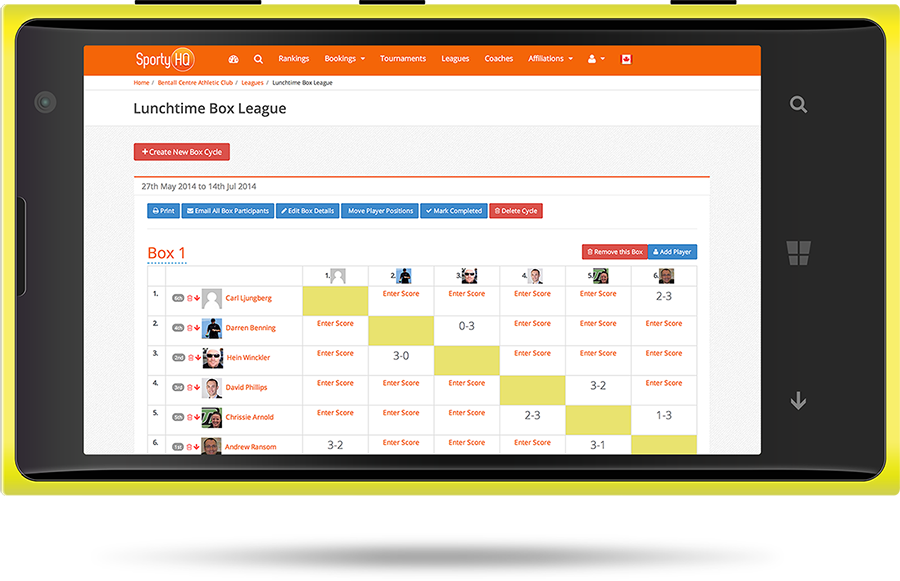 Sporty HQ Rankings Bookings Tournaments Leagues Coaches Affiliations
Home / Bentall Centre Athletic Club / Leagues / Lunchtime Box League
Lunchtime Box League
+ Create New Box Cycle
27th May 2014 to 14th Jul 2014
Print Email All Box Participants Edit Box Details Move Player Positions Mark Completed Delete Cycle
Box 1 Remove this Box Add Player
1. 2. 3. 4. 5. 6.
1. 6th Carl Ljungberg Enter Score Enter Score Enter Score Enter Score 2-3
2. 4th Darren Benning Enter Score 0-3 Enter Score Enter Score Enter Score
3. 2nd Hein Winckler Enter Score 3-0 Enter Score Enter Score Enter Score
4. 3rd David Phillips Enter Score Enter Score Enter Score 3-2 Enter Score
5. 5th Chrissie Arnold Enter Score Enter Score Enter Score 2-3 1-3
6. 1st Andrew Ransom 3-2 Enter Score Enter Score Enter Score 3-1